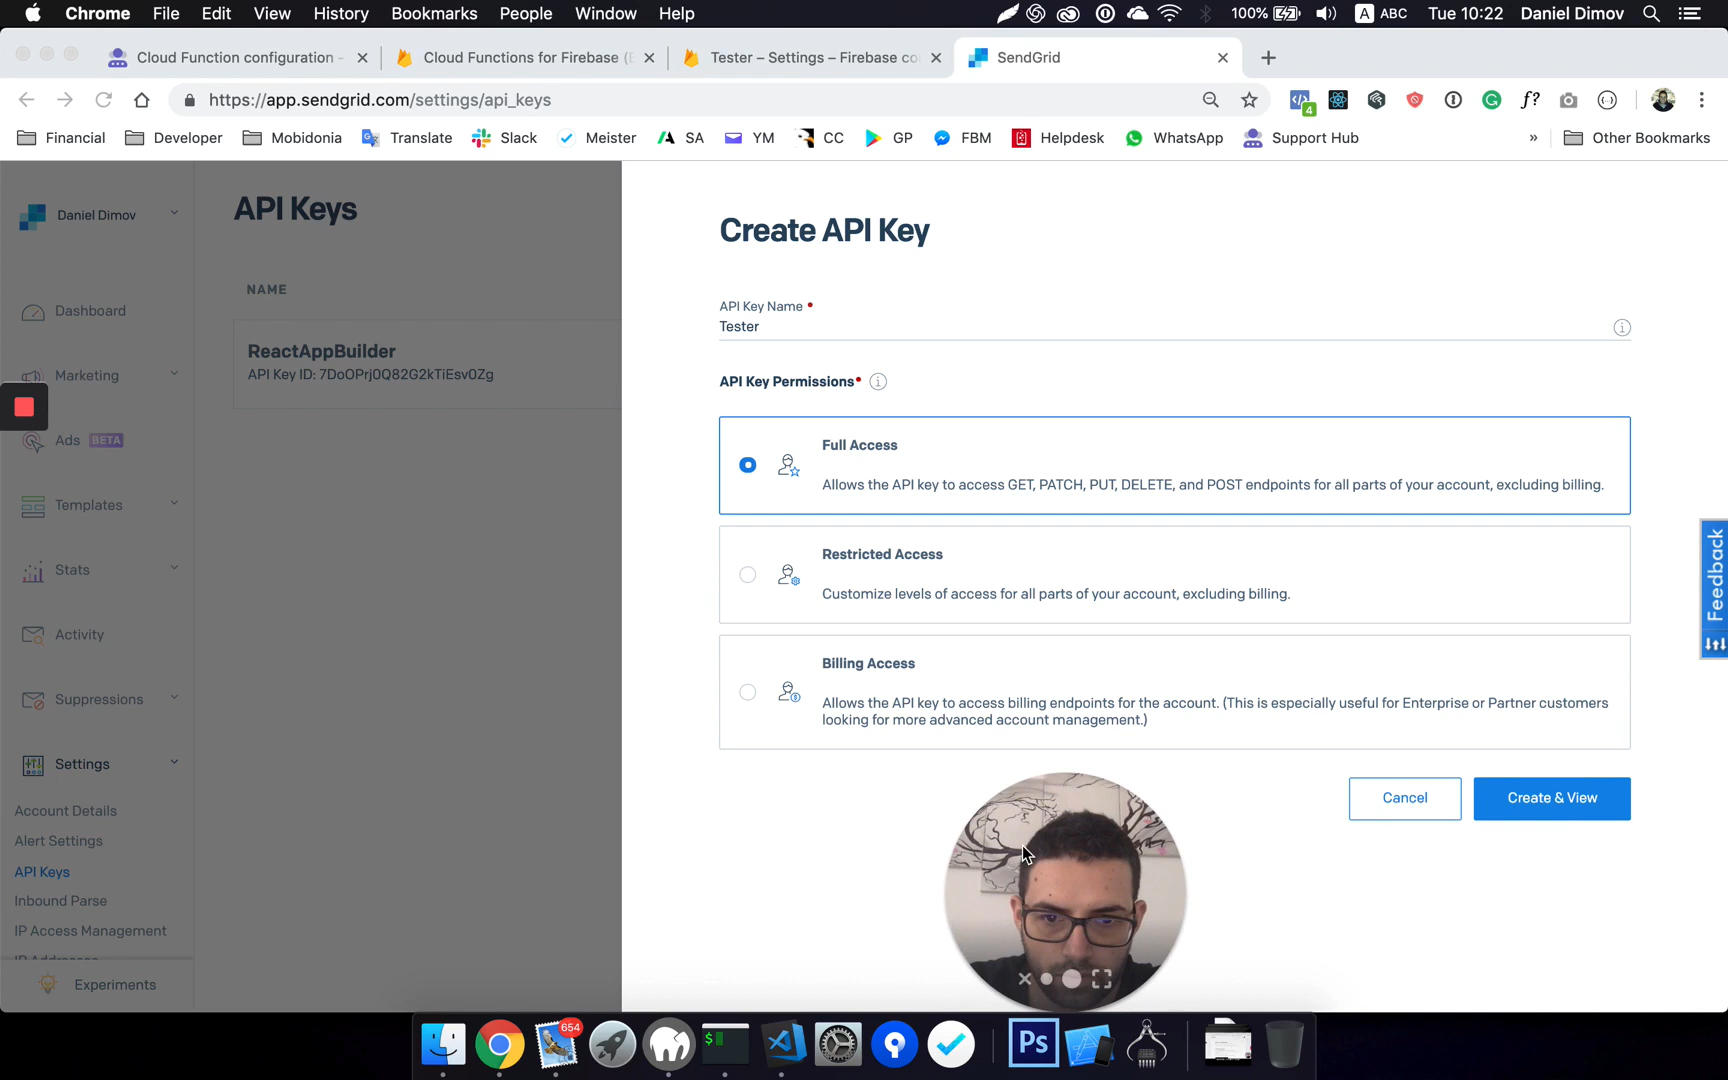 Chrome File Edit View History Bookmarks People Window Help 100% A ABC Tue 10:22 Daniel Dimov
Cloud Function configuration - Cloud Functions for Firebase (B Tester – Settings – Firebase co SendGrid
https://app.sendgrid.com/settings/api_keys 4 f?
Financial Developer Mobidonia Translate Slack Meister SA YM CC GP FBM Helpdesk WhatsApp Support Hub » Other Bookmarks
Daniel Dimov
Dashboard
Marketing
Ads BETA
Templates
Stats
Activity
Suppressions
Settings
Account Details
Alert Settings
API Keys
Inbound Parse
IP Access Management
IP Addresses
Experiments
API Keys
NAME
ReactAppBuilder
API Key ID: 7DoOPrj0Q82G2kTiEsv0Zg
Create API Key
API Key Name
Tester
API Key Permissions
Full Access
Allows the API key to access GET, PATCH, PUT, DELETE, and POST endpoints for all parts of your account, excluding billing.
Restricted Access
Customize levels of access for all parts of your account, excluding billing.
Billing Access
Allows the API key to access billing endpoints for the account. (This is especially useful for Enterprise or Partner customers
looking for more advanced account management.)
Cancel Create & View
Feedback
654
$
Ps